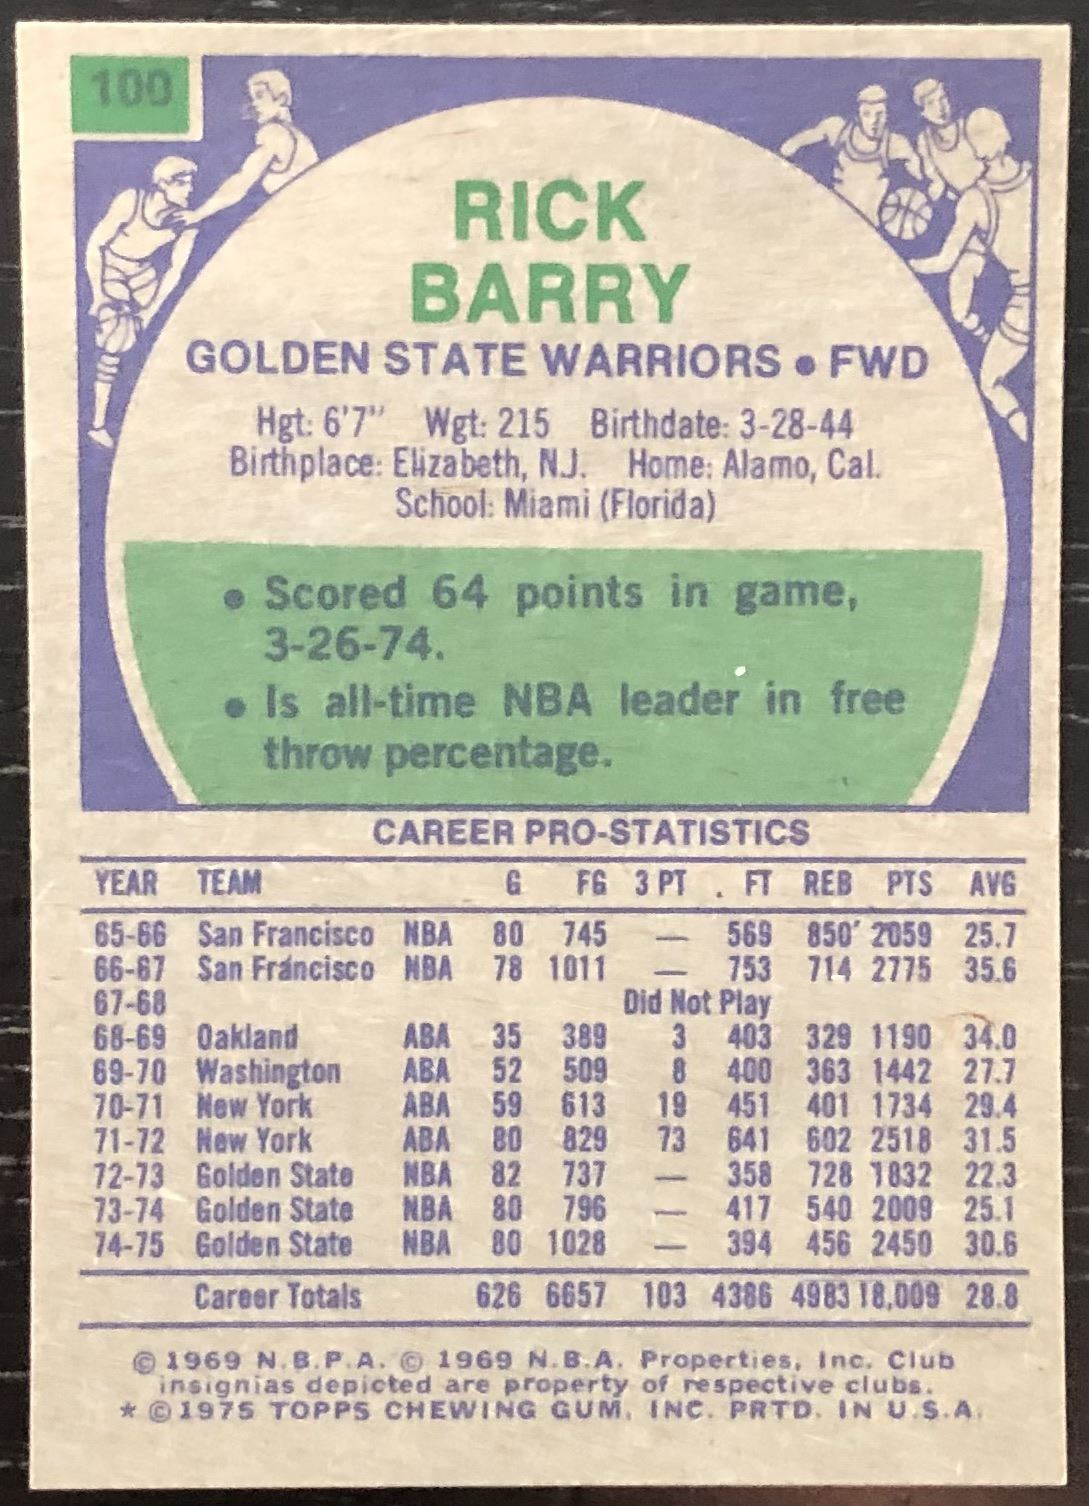 100
RICK
BARRY
GOLDEN STATE WARRIORS • FWD
Hgt: 6'7" Wgt: 215 Birthdate: 3-28-44
Birthplace: Elizabeth, N.J. Home: Alamo, Cal.
School: Miami (Florida)
• Scored 64 points in game,
3-26-74.
• Is all-time NBA leader in free
throw percentage.
CAREER PRO-STATISTICS
YEAR TEAM G FG 3 PT . FT REB PTS AVG
65-66 San Francisco NBA 80 745 — 569 850 2059 25.7
66-67 San Francisco NBA 78 1011 — 753 714 2775 35.6
67-68 Did Not Play
68-69 Oakland ABA 35 389 3 403 329 1190 34.0
69-70 Washington ABA 52 509 8 400 363 1442 27.7
70-71 New York ABA 59 613 19 451 401 1734 29.4
71-72 New York ABA 80 829 73 641 602 2518 31.5
72-73 Golden State NBA 82 737 — 358 728 1832 22.3
73-74 Golden State NBA 80 796 — 417 540 2009 25.1
74-75 Golden State NBA 80 1028 — 394 456 2450 30.6
Career Totals 626 6657 103 4386 4983 18,009 28.8
© 1969 N.B.P.A. © 1969 N.B.A. Properties, Inc. Club
insignias depicted are property of respective clubs.
* © 1975 TOPPS CHEWING GUM, INC. PRTD. IN U.S.A.